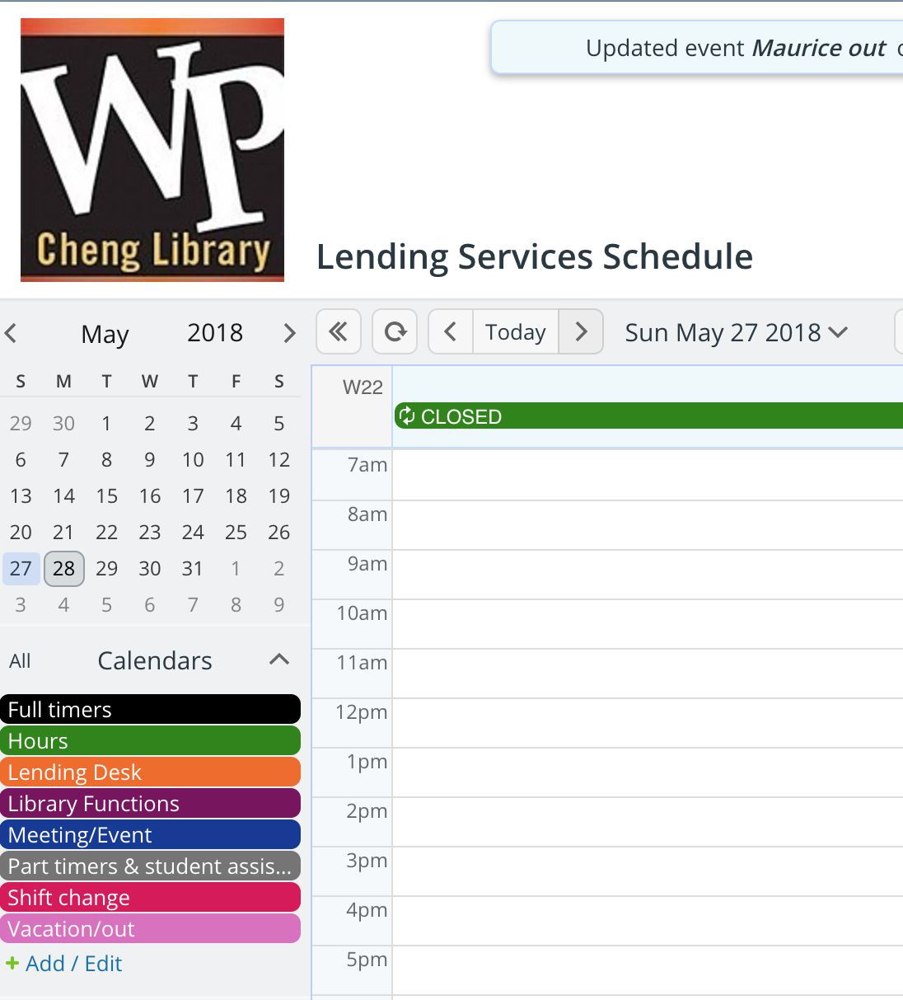 WP
Cheng Library
Updated event Maurice out
Lending Services Schedule
May 2018
Today
Sun May 27 2018
S M T W T F S
29 30 1 2 3 4 5
6 7 8 9 10 11 12
13 14 15 16 17 18 19
20 21 22 23 24 25 26
27 28 29 30 31 1 2
3 4 5 6 7 8 9
All Calendars
Full timers
Hours
Lending Desk
Library Functions
Meeting/Event
Part timers & student assis...
Shift change
Vacation/out
+ Add / Edit
W22
CLOSED
7am
8am
9am
10am
11am
12pm
1pm
2pm
3pm
4pm
5pm